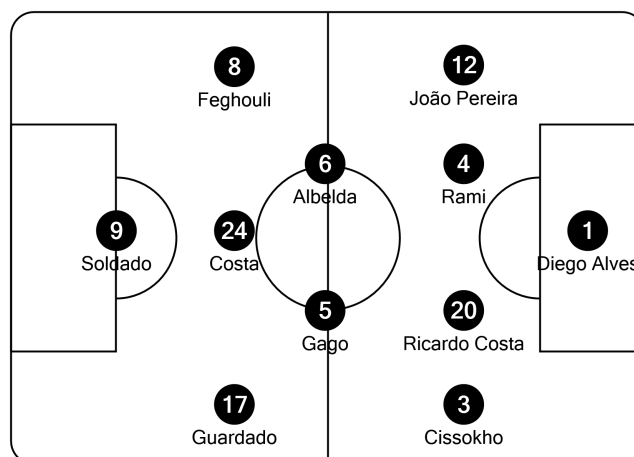 8
Feghouli
12
João Pereira
6
Albelda
4
Rami
9
Soldado
24
Costa
1
Diego Alves
5
Gago
20
Ricardo Costa
17
Guardado
3
Cissokho